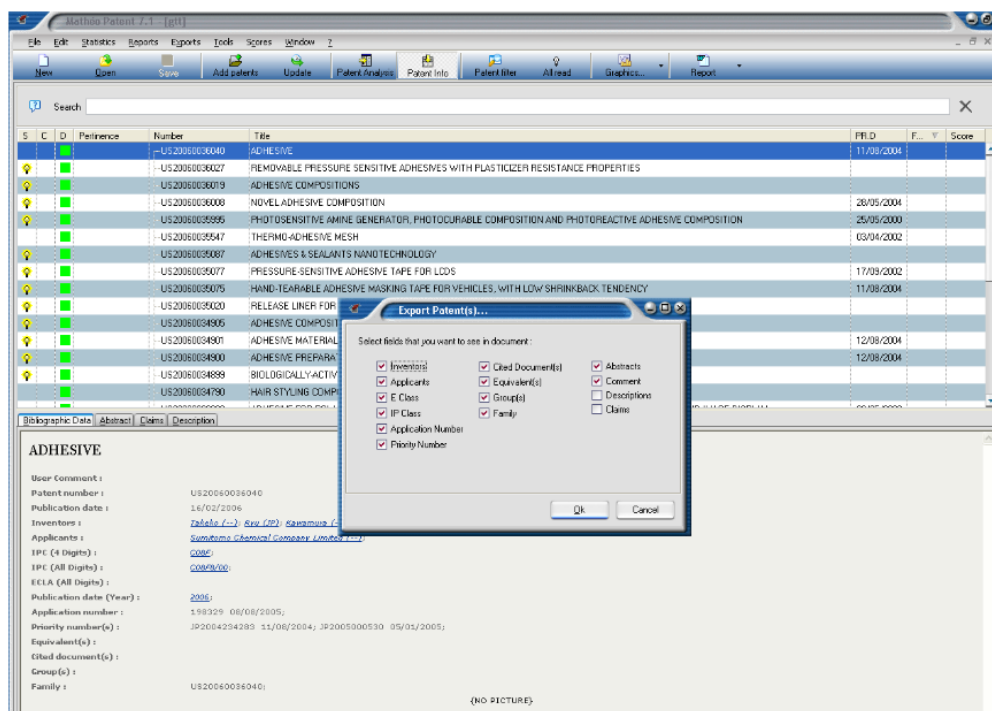 Mathéo Patent 7.1 - [gtt]
File Edit Statistics Reports Exports Tools Scores Window ?
New Open Save Add patents Update Patent Analysis Patent Info Patent filter All read Graphics... Report
Search
S C D Pertinence Number Title PR.D F... Score
US20060036040 ADHESIVE 11/08/2004
US20060036027 REMOVABLE PRESSURE SENSITIVE ADHESIVES WITH PLASTICIZER RESISTANCE PROPERTIES
US20060036019 ADHESIVE COMPOSITIONS
US20060036008 NOVEL ADHESIVE COMPOSITION 28/05/2004
US20060035995 PHOTOSENSITIVE AMINE GENERATOR, PHOTOCURABLE COMPOSITION AND PHOTOREACTIVE ADHESIVE COMPOSITION 25/05/2000
US20060035547 THERMO-ADHESIVE MESH 03/04/2002
US20060035087 ADHESIVES & SEALANTS NANOTECHNOLOGY
US20060035077 PRESSURE-SENSITIVE ADHESIVE TAPE FOR LCDS 17/09/2002
US20060035075 HAND-TEARABLE ADHESIVE MASKING TAPE FOR VEHICLES, WITH LOW SHRINKBACK TENDENCY 11/08/2004
US20060035020 RELEASE LINER FOR
US20060034905 ADHESIVE COMPOSIT
US20060034901 ADHESIVE MATERIAL 12/08/2004
US20060034900 ADHESIVE PREPARA 12/08/2004
US20060034899 BIOLOGICALLY-ACTIV
US20060034790 HAIR STYLING COMP
Export Patent(s)...
Select fields that you want to see in document :
Inventors Cited Document(s) Abstracts
Applicants Equivalent(s) Comment
E Class Group(s) Descriptions
IP Class Family Claims
Application Number
Priority Number
Ok Cancel
Bibliographic Data Abstract Claims Description
ADHESIVE
User Comment :
Patent number : US20060036040
Publication date : 16/02/2006
Inventors : Takeko (--); Ryu (JP); Kawamura (-
Applicants : Sumitomo Chemical Company Limited (--);
IPC (4 Digits) : C08F;
IPC (All Digits) : C08F8/00;
ECLA (All Digits) :
Publication date (Year) : 2006;
Application number : 198329 08/08/2005;
Priority number(s) : JP2004234283 11/08/2004; JP2005000530 05/01/2005;
Equivalent(s) :
Cited document(s) :
Group(s) :
Family : US20060036040;
{NO PICTURE}